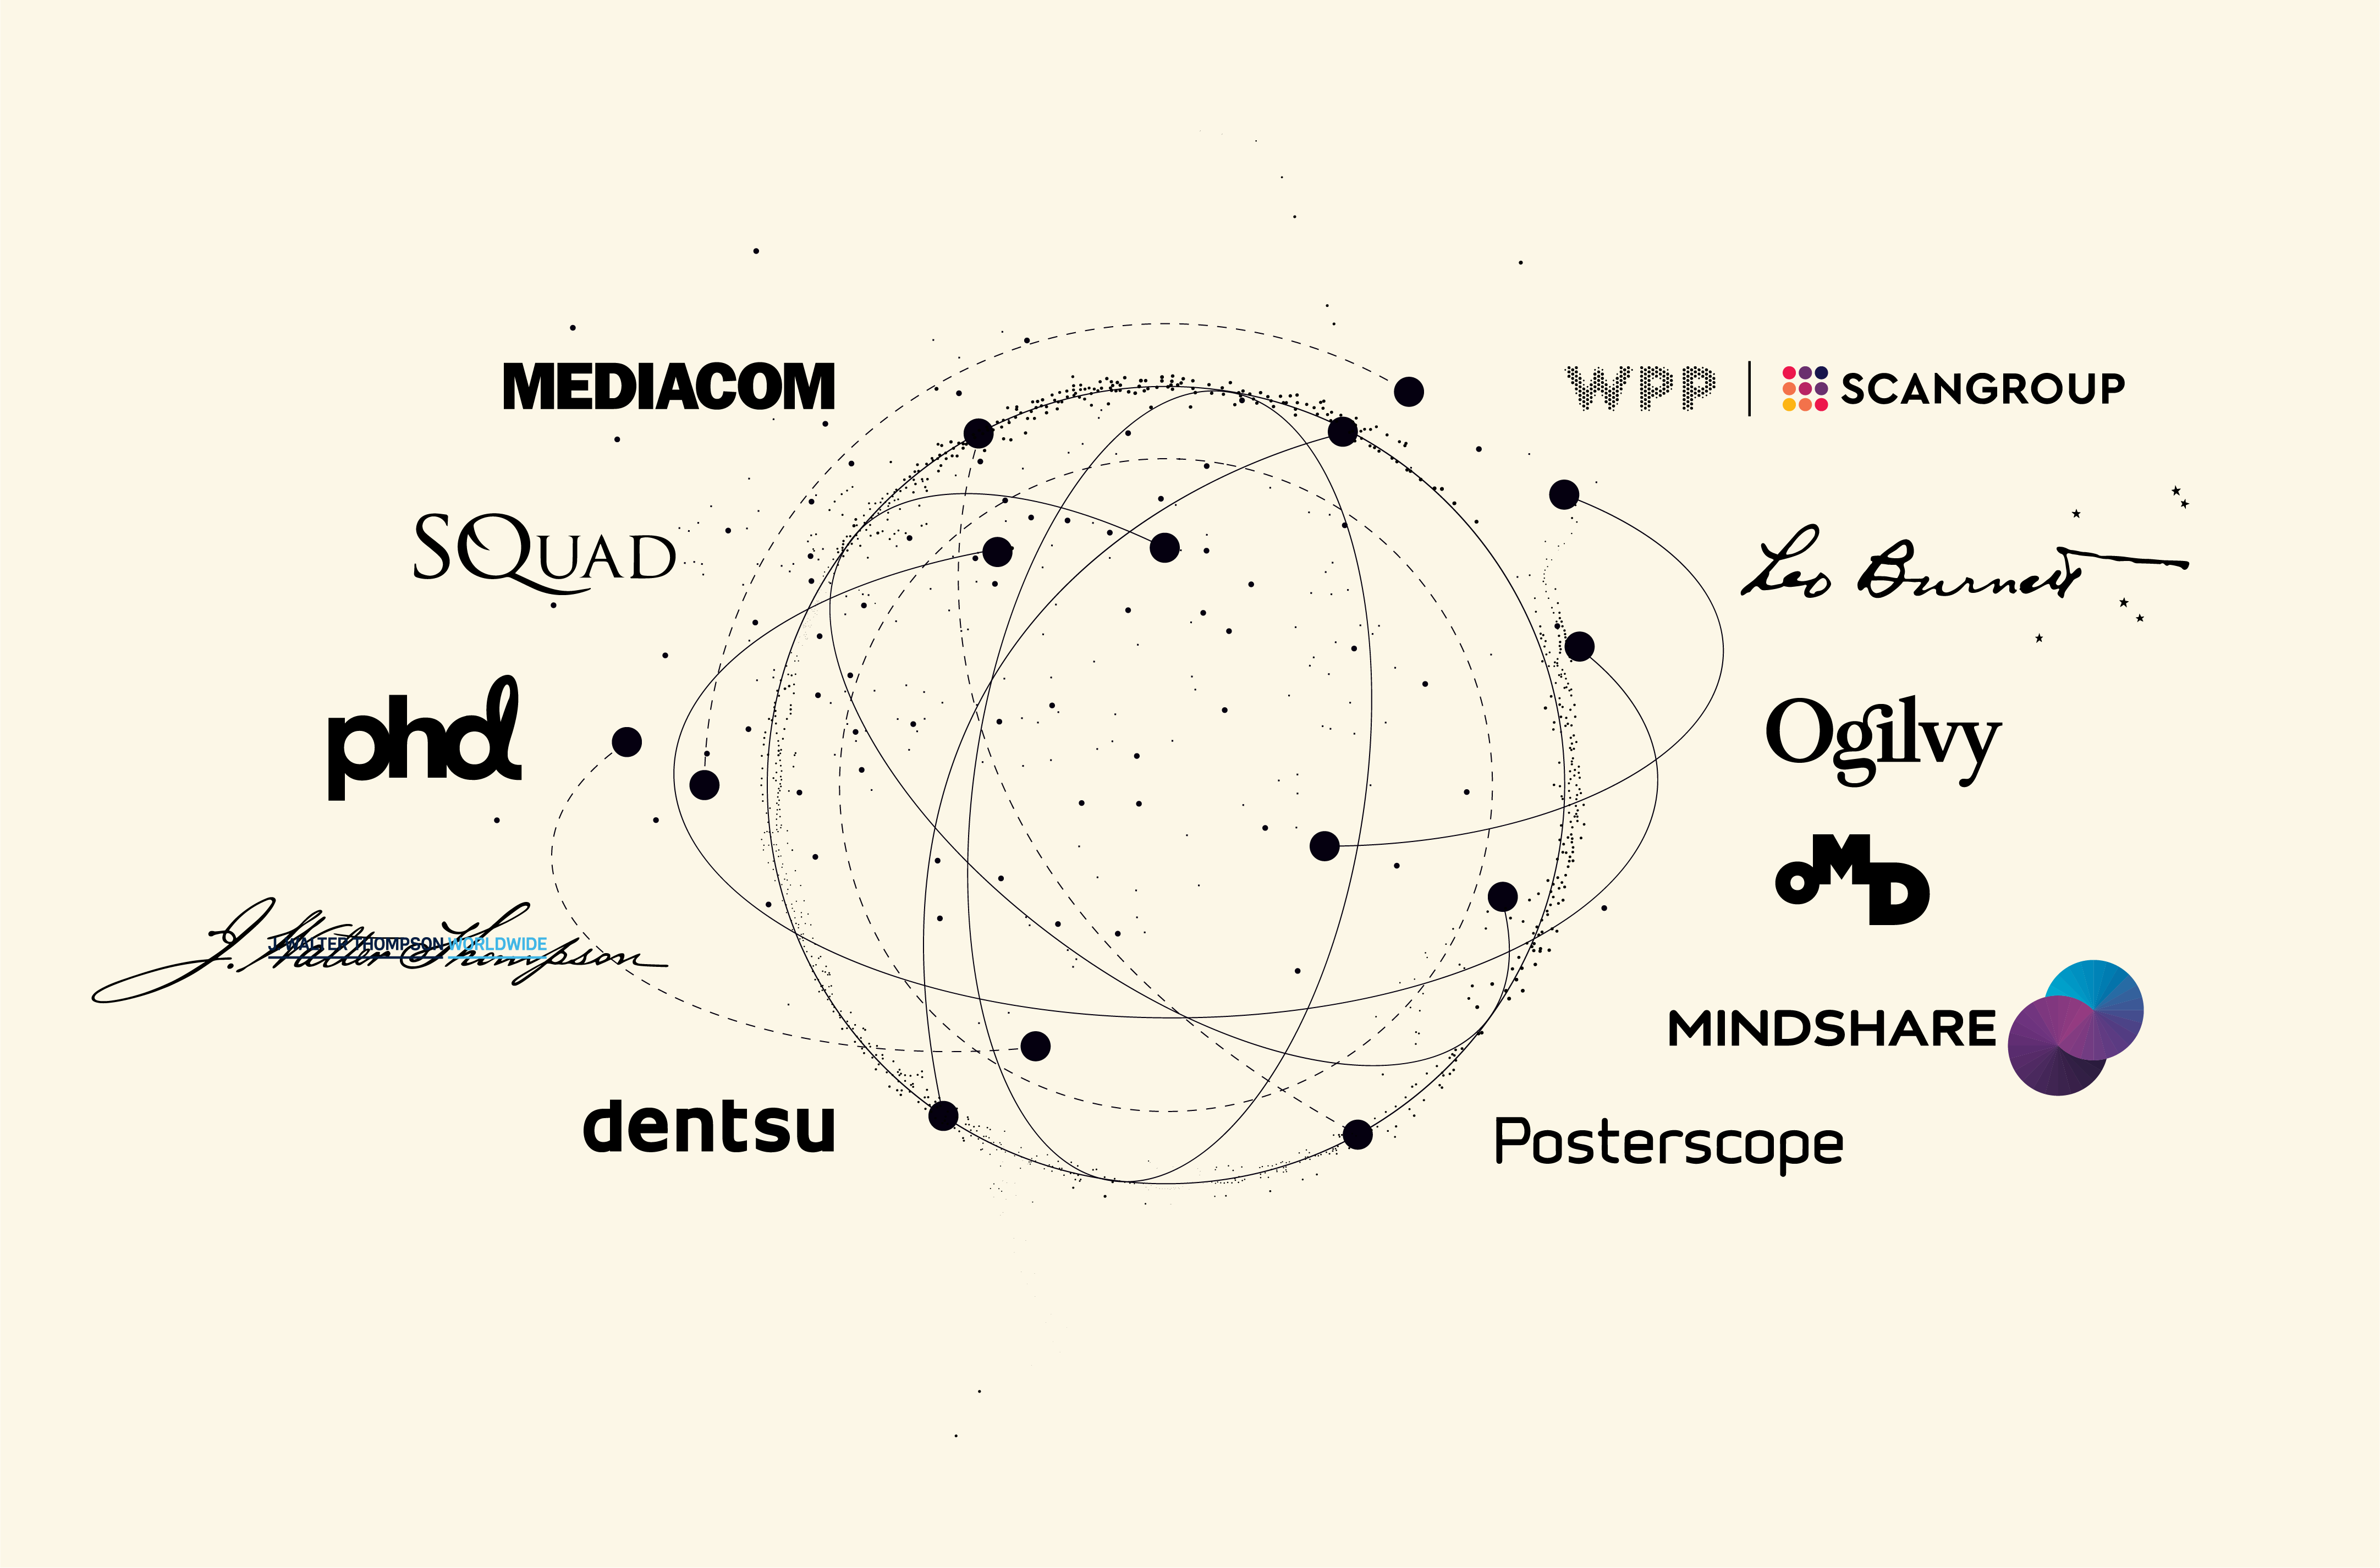 MEDIACOM
SQUAD
phd
J. Walter Thompson
J. WALTER THOMPSON WORLDWIDE
dentsu
WPP | SCANGROUP
Leo Burnett
Ogilvy
OMD
MINDSHARE
Posterscope